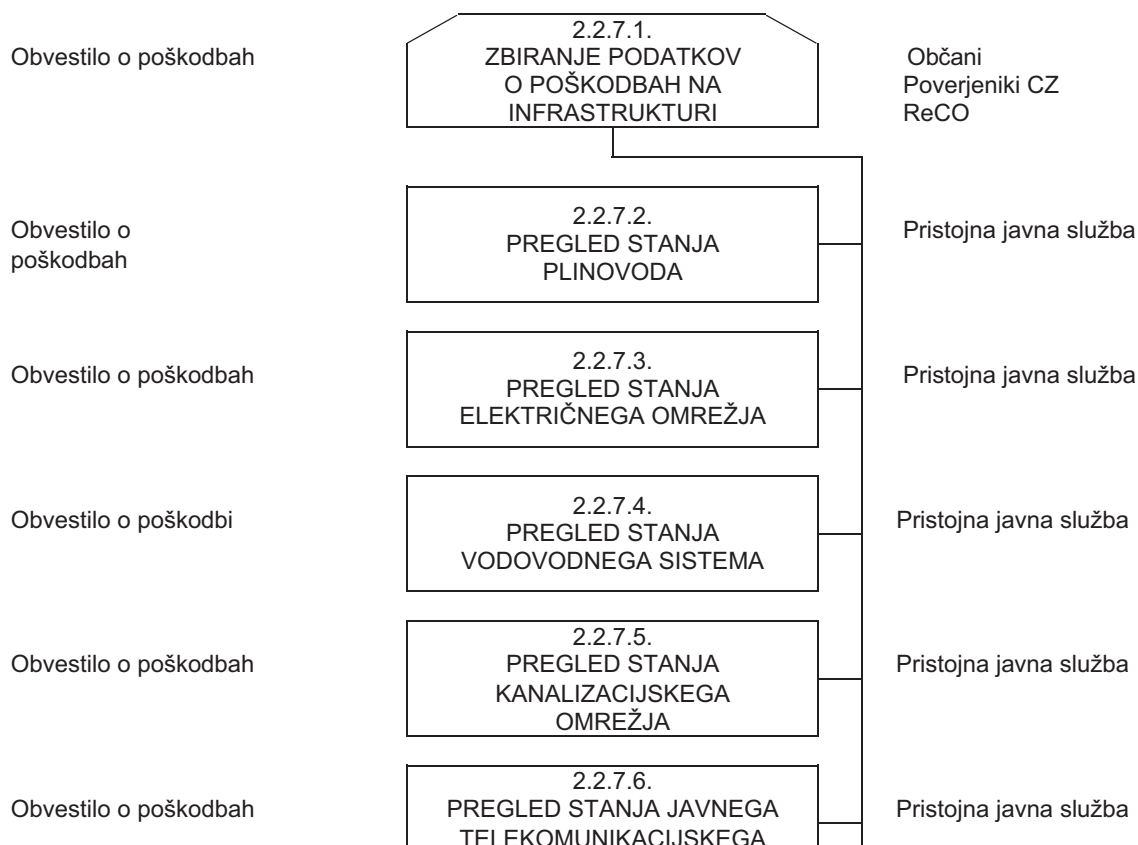 2.2.7.1.
Obvestilo o poškodbah
ZBIRANJE PODATKOV
O POŠKODBAH NA
INFRASTRUKTURI
Občani
Poverjeniki CZ
ReCO
Obvestilo o
poškodbah
2.2.7.2.
PREGLED STANJA
PLINOVODA
Pristojna javna služba
Obvestilo o poškodbah
2.2.7.3.
PREGLED STANJA
ELEKTRIČNEGA OMREŽJA
Pristojna javna služba
Obvestilo o poškodbi
2.2.7.4.
PREGLED STANJA
VODOVODNEGA SISTEMA
Pristojna javna služba
Obvestilo o poškodbah
2.2.7.5.
PREGLED STANJA
KANALIZACIJSKEGA
OMREŽJA
Pristojna javna služba
Obvestilo o poškodbah
2.2.7.6.
PREGLED STANJA JAVNEGA
TELEKOMUNIKACIJSKEGA
Pristojna javna služba